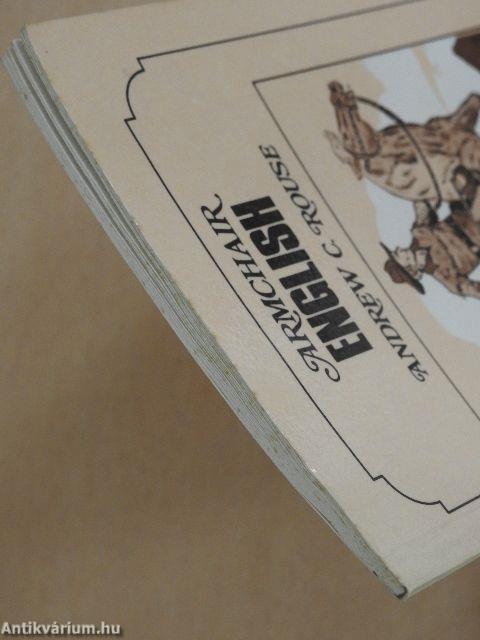 ARMCHAIR
ENGLISH
ANDREW C. ROUSE
Antikvárium.hu